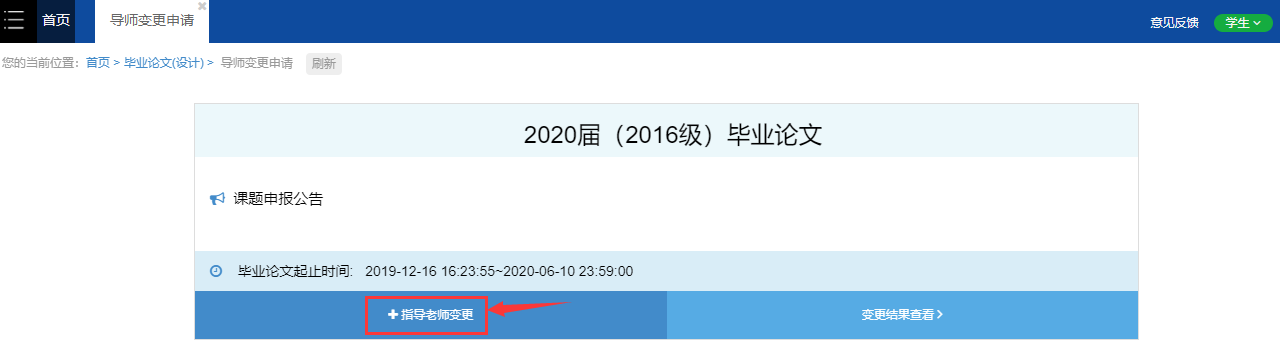 首页 导师变更申请 意见反馈 学生
您的当前位置：首页 > 毕业论文(设计) > 导师变更申请 刷新
2020届（2016级）毕业论文
课题申报公告
毕业论文起止时间: 2019-12-16 16:23:55~2020-06-10 23:59:00
指导老师变更 变更结果查看